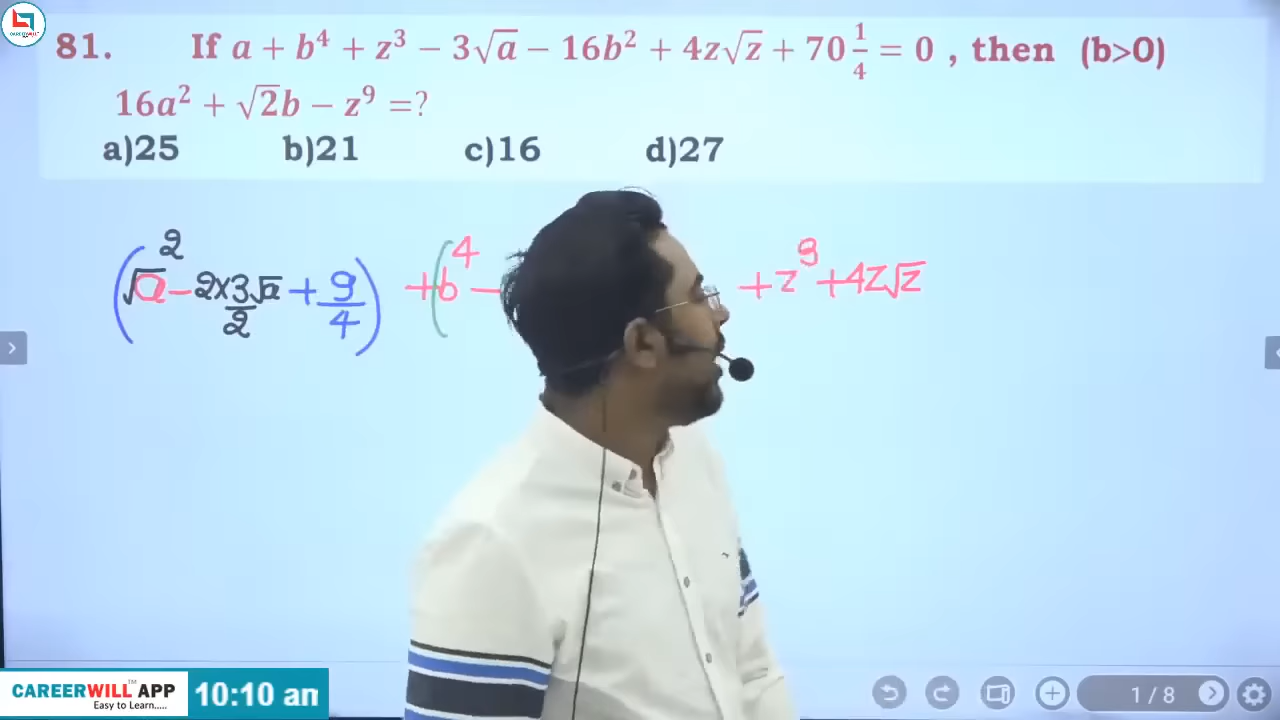 CAREERWILL
81. If a + b⁴ + z³ − 3√a − 16b² + 4z√z + 70 1/4 = 0 , then (b>0)
16a² + √2b − z⁹ =?
a)25 b)21 c)16 d)27
(√a² − 2×3√a/2 + 9/4) + (b⁴ − + z³ + 4z√z
CAREERWILL APP
Easy to Learn.....
10:10 am
1 / 8